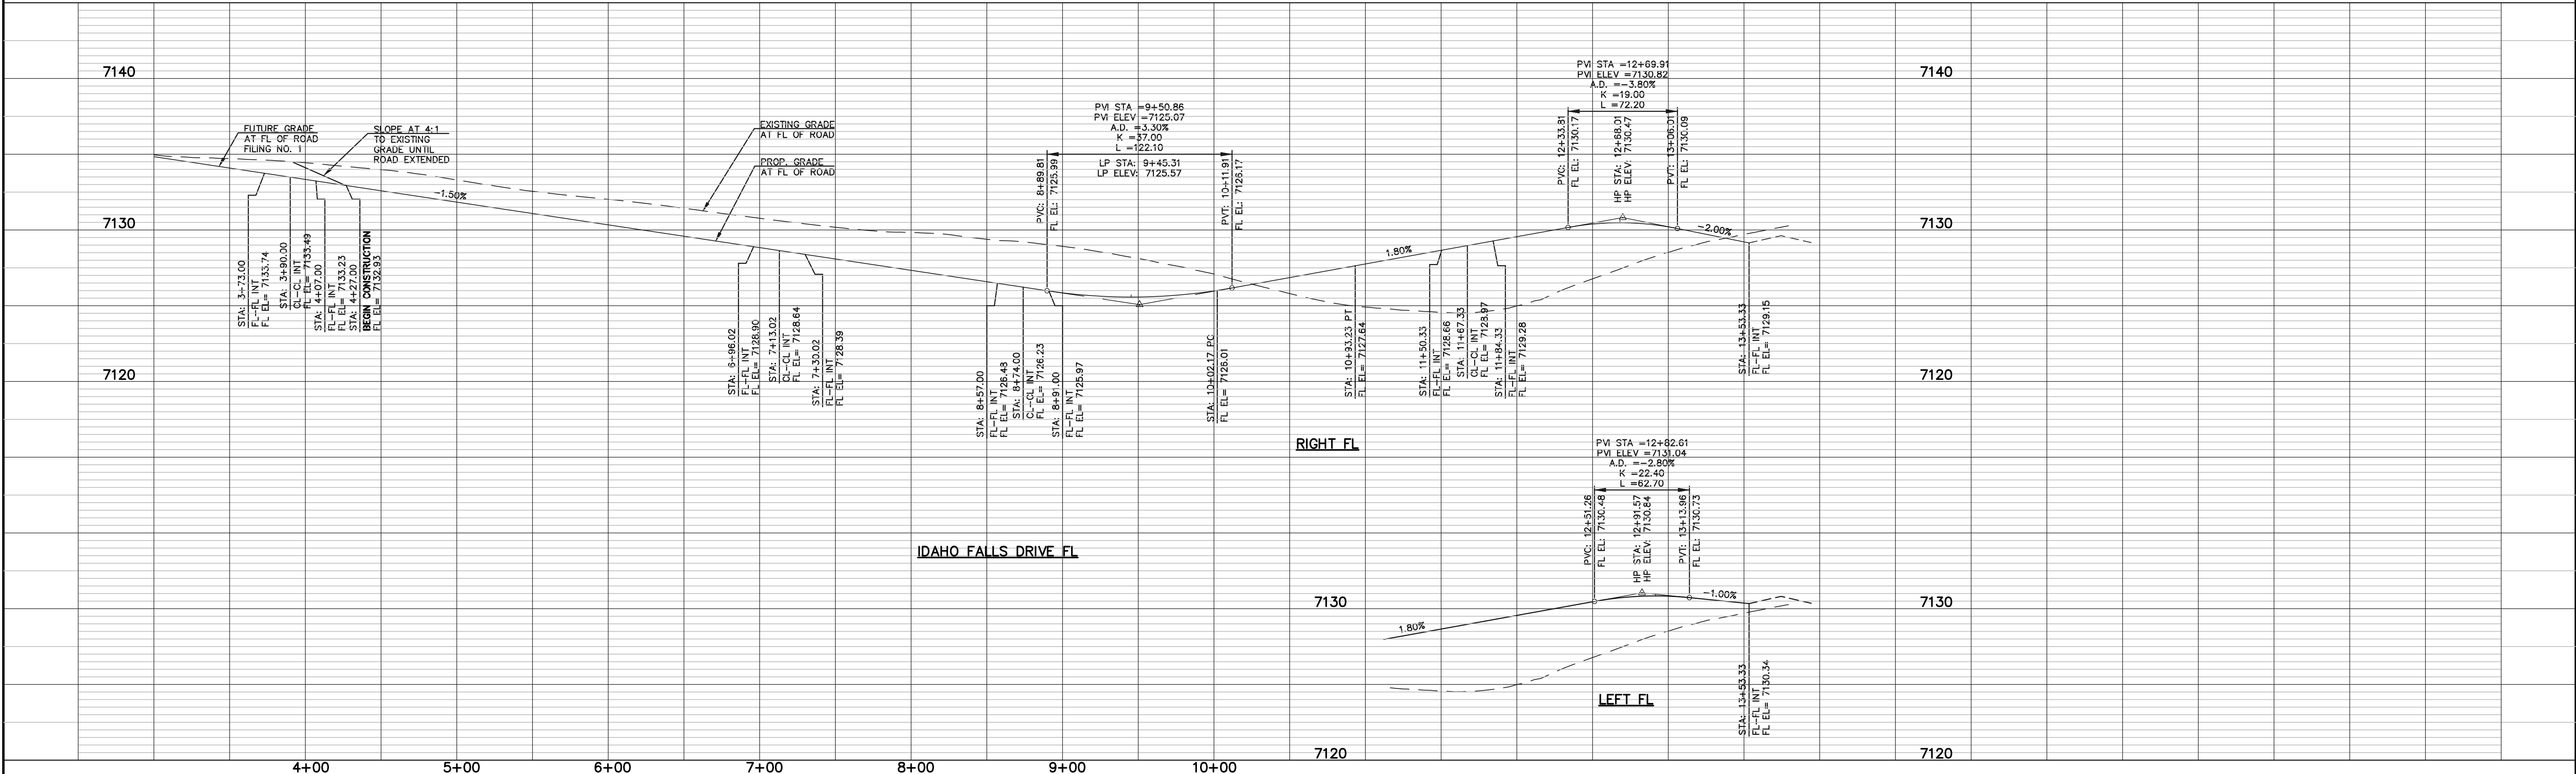 7140
7140
7130
7130
7120
7120
FUTURE GRADE
AT FL OF ROAD
FILING NO. 1
SLOPE AT 4:1
TO EXISTING
GRADE UNTIL
ROAD EXTENDED
-1.50%
EXISTING GRADE
AT FL OF ROAD
PROP. GRADE
AT FL OF ROAD
STA: 3+73.00
FL-FL INT
FL EL= 7133.74
STA: 3+90.00
CL-CL INT
FL EL= 7133.49
STA: 4+07.00
FL-FL INT
FL EL= 7133.23
STA: 4+27.00
BEGIN CONSTRUCTION
FL EL= 7132.93
STA: 6+96.02
FL-FL INT
FL EL= 7128.90
STA: 7+13.02
CL-CL INT
FL EL= 7128.64
STA: 7+30.02
FL-FL INT
FL EL= 7128.39
STA: 8+57.00
FL-FL INT
FL EL= 7126.48
STA: 8+74.00
CL-CL INT
FL EL= 7126.23
STA: 8+91.00
FL-FL INT
FL EL= 7125.97
PVI STA =9+50.86
PVI ELEV =7125.07
A.D. =3.30%
K =37.00
L =122.10
LP STA: 9+45.31
LP ELEV: 7125.57
PVC: 8+89.81
FL EL: 7125.99
PVT: 10+11.91
FL EL: 7126.17
STA: 10+02.17 PC
FL EL= 7126.01
STA: 10+93.23 PT
FL EL= 7127.64
1.80%
STA: 11+50.33
FL-FL INT
FL EL= 7128.66
STA: 11+67.33
CL-CL INT
FL EL= 7128.97
STA: 11+84.33
FL-FL INT
FL EL= 7129.28
PVI STA =12+69.91
PVI ELEV =7130.82
A.D. =-3.80%
K =19.00
L =72.20
PVC: 12+33.81
FL EL: 7130.17
HP STA: 12+68.01
HP ELEV: 7130.47
PVT: 13+06.01
FL EL: 7130.09
-2.00%
STA: 13+53.33
FL-FL INT
FL EL= 7129.15
RIGHT FL
IDAHO FALLS DRIVE FL
PVI STA =12+82.61
PVI ELEV =7131.04
A.D. =-2.80%
K =22.40
L =62.70
PVC: 12+51.26
FL EL: 7130.48
HP STA: 12+91.57
HP ELEV: 7130.84
PVT: 13+13.96
FL EL: 7130.73
-1.00%
1.80%
7130
7130
STA: 13+53.33
FL-FL INT
FL EL= 7130.34
LEFT FL
7120
7120
4+00
5+00
6+00
7+00
8+00
9+00
10+00